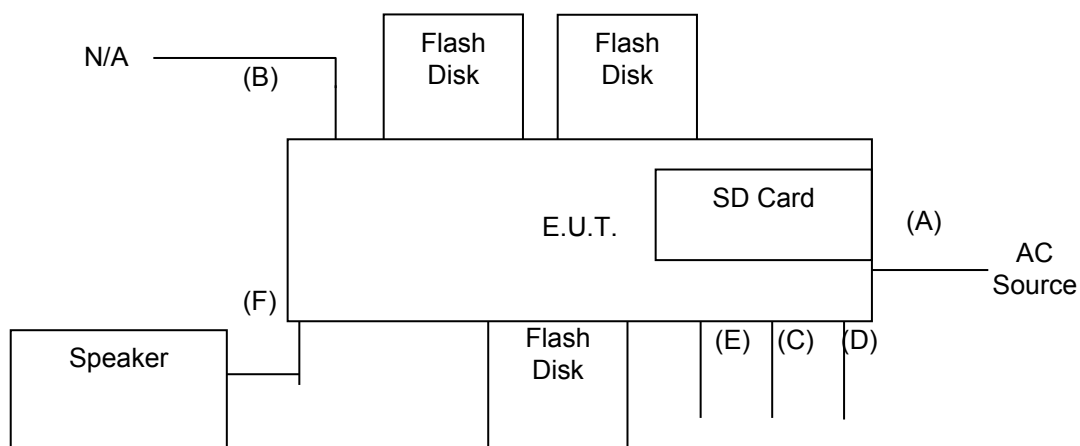 Flash
Disk
Flash
Disk
N/A
(B)
SD Card
E.U.T.
(A)
AC
Source
(F)
Flash
Disk
(E)
(C)
(D)
Speaker